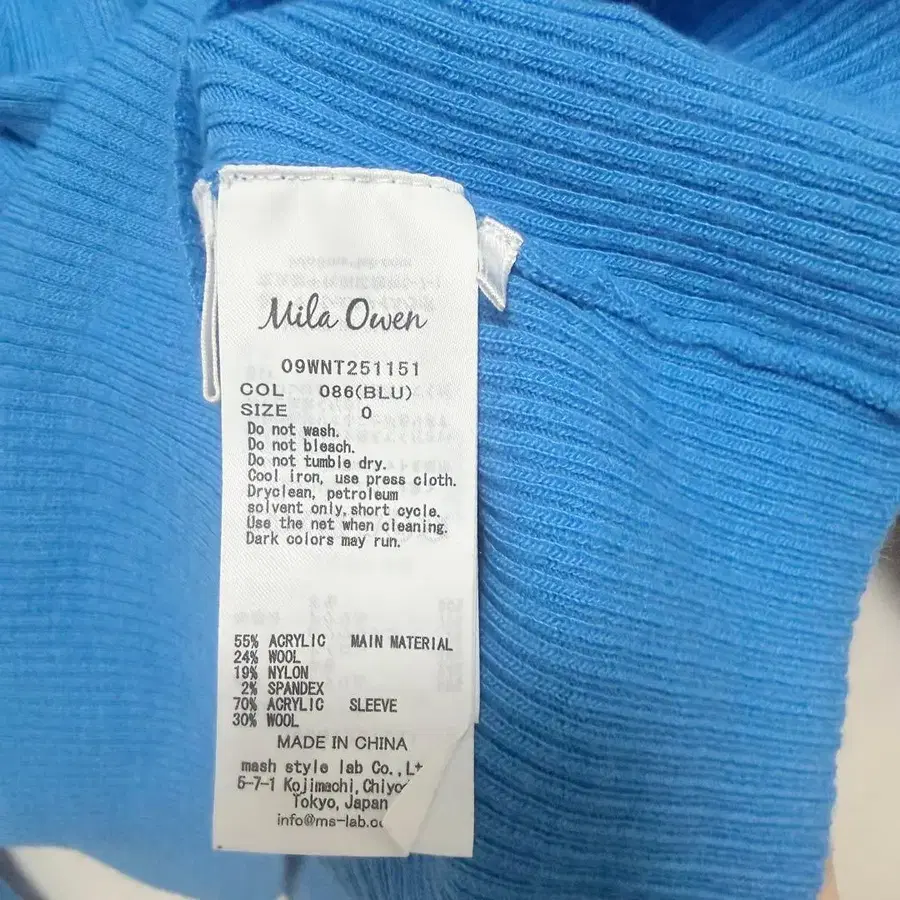 Mila Owen
09WNT251151
COL 086(BLU)
SIZE 0
Do not wash.
Do not bleach.
Do not tumble dry.
Cool iron, use press cloth.
Dryclean, petroleum
solvent only,short cycle.
Use the net when cleaning.
Dark colors may run.
55% ACRYLIC MAIN MATERIAL
24% WOOL
19% NYLON
2% SPANDEX
70% ACRYLIC SLEEVE
30% WOOL
MADE IN CHINA
mash style lab Co.,
5-7-1 Kojimachi,
Tokyo, Japan